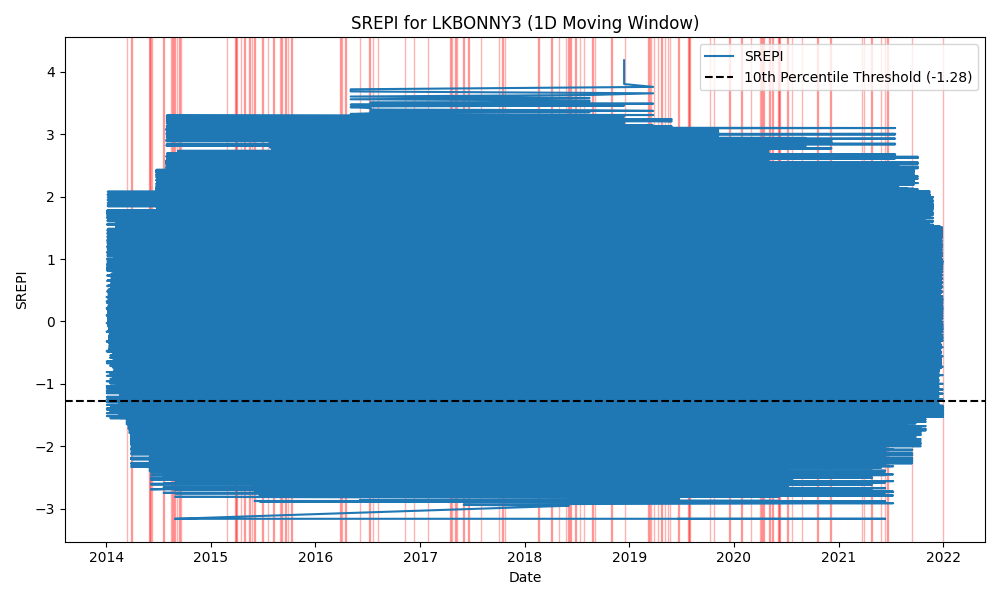 SREPI for LKBONNY3 (1D Moving Window)
SREPI
10th Percentile Threshold (-1.28)
4
3
2
1
0
−1
−2
−3
SREPI
2014 2015 2016 2017 2018 2019 2020 2021 2022
Date